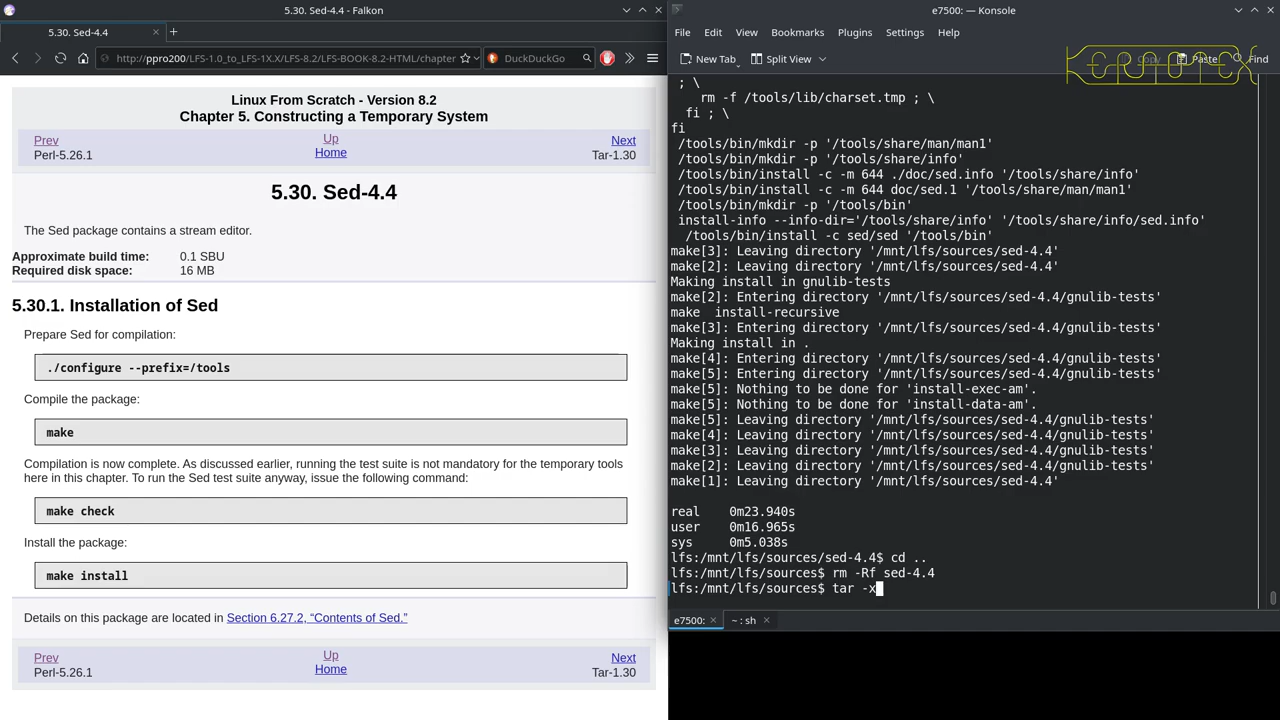 5.30. Sed-4.4 - Falkon
5.30. Sed-4.4
http://ppro200/LFS-1.0_to_LFS-1X.X/LFS-8.2/LFS-BOOK-8.2-HTML/chapter
DuckDuckGo
Linux From Scratch - Version 8.2
Chapter 5. Constructing a Temporary System
Prev
Up
Next
Perl-5.26.1
Home
Tar-1.30
5.30. Sed-4.4
The Sed package contains a stream editor.
Approximate build time: 0.1 SBU
Required disk space: 16 MB
5.30.1. Installation of Sed
Prepare Sed for compilation:
./configure --prefix=/tools
Compile the package:
make
Compilation is now complete. As discussed earlier, running the test suite is not mandatory for the temporary tools
here in this chapter. To run the Sed test suite anyway, issue the following command:
make check
Install the package:
make install
Details on this package are located in Section 6.27.2, “Contents of Sed.”
Prev
Up
Next
Perl-5.26.1
Home
Tar-1.30
e7500: — Konsole
File Edit View Bookmarks Plugins Settings Help
New Tab Split View Copy Paste Find
; \
rm -f /tools/lib/charset.tmp ; \
fi ; \
fi
/tools/bin/mkdir -p '/tools/share/man/man1'
/tools/bin/mkdir -p '/tools/share/info'
/tools/bin/install -c -m 644 ./doc/sed.info '/tools/share/info'
/tools/bin/install -c -m 644 doc/sed.1 '/tools/share/man/man1'
/tools/bin/mkdir -p '/tools/bin'
install-info --info-dir='/tools/share/info' '/tools/share/info/sed.info'
/tools/bin/install -c sed/sed '/tools/bin'
make[3]: Leaving directory '/mnt/lfs/sources/sed-4.4'
make[2]: Leaving directory '/mnt/lfs/sources/sed-4.4'
Making install in gnulib-tests
make[2]: Entering directory '/mnt/lfs/sources/sed-4.4/gnulib-tests'
make  install-recursive
make[3]: Entering directory '/mnt/lfs/sources/sed-4.4/gnulib-tests'
Making install in .
make[4]: Entering directory '/mnt/lfs/sources/sed-4.4/gnulib-tests'
make[5]: Entering directory '/mnt/lfs/sources/sed-4.4/gnulib-tests'
make[5]: Nothing to be done for 'install-exec-am'.
make[5]: Nothing to be done for 'install-data-am'.
make[5]: Leaving directory '/mnt/lfs/sources/sed-4.4/gnulib-tests'
make[4]: Leaving directory '/mnt/lfs/sources/sed-4.4/gnulib-tests'
make[3]: Leaving directory '/mnt/lfs/sources/sed-4.4/gnulib-tests'
make[2]: Leaving directory '/mnt/lfs/sources/sed-4.4/gnulib-tests'
make[1]: Leaving directory '/mnt/lfs/sources/sed-4.4'
real 0m23.940s
user 0m16.965s
sys 0m5.038s
lfs:/mnt/lfs/sources/sed-4.4$ cd ..
lfs:/mnt/lfs/sources$ rm -Rf sed-4.4
lfs:/mnt/lfs/sources$ tar -x
e7500:
~ : sh